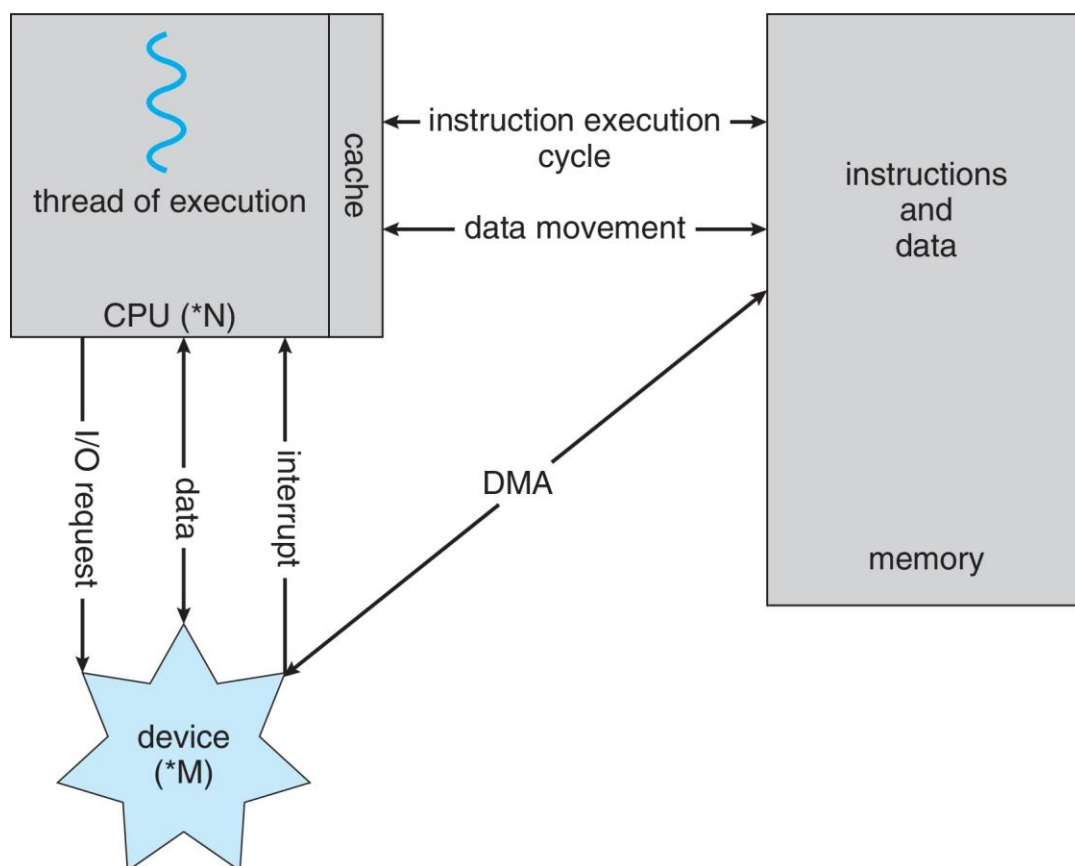 thread of execution
cache
CPU (*N)
instruction execution
cycle
data movement
instructions
and
data
memory
I/O request
data
interrupt
DMA
device
(*M)